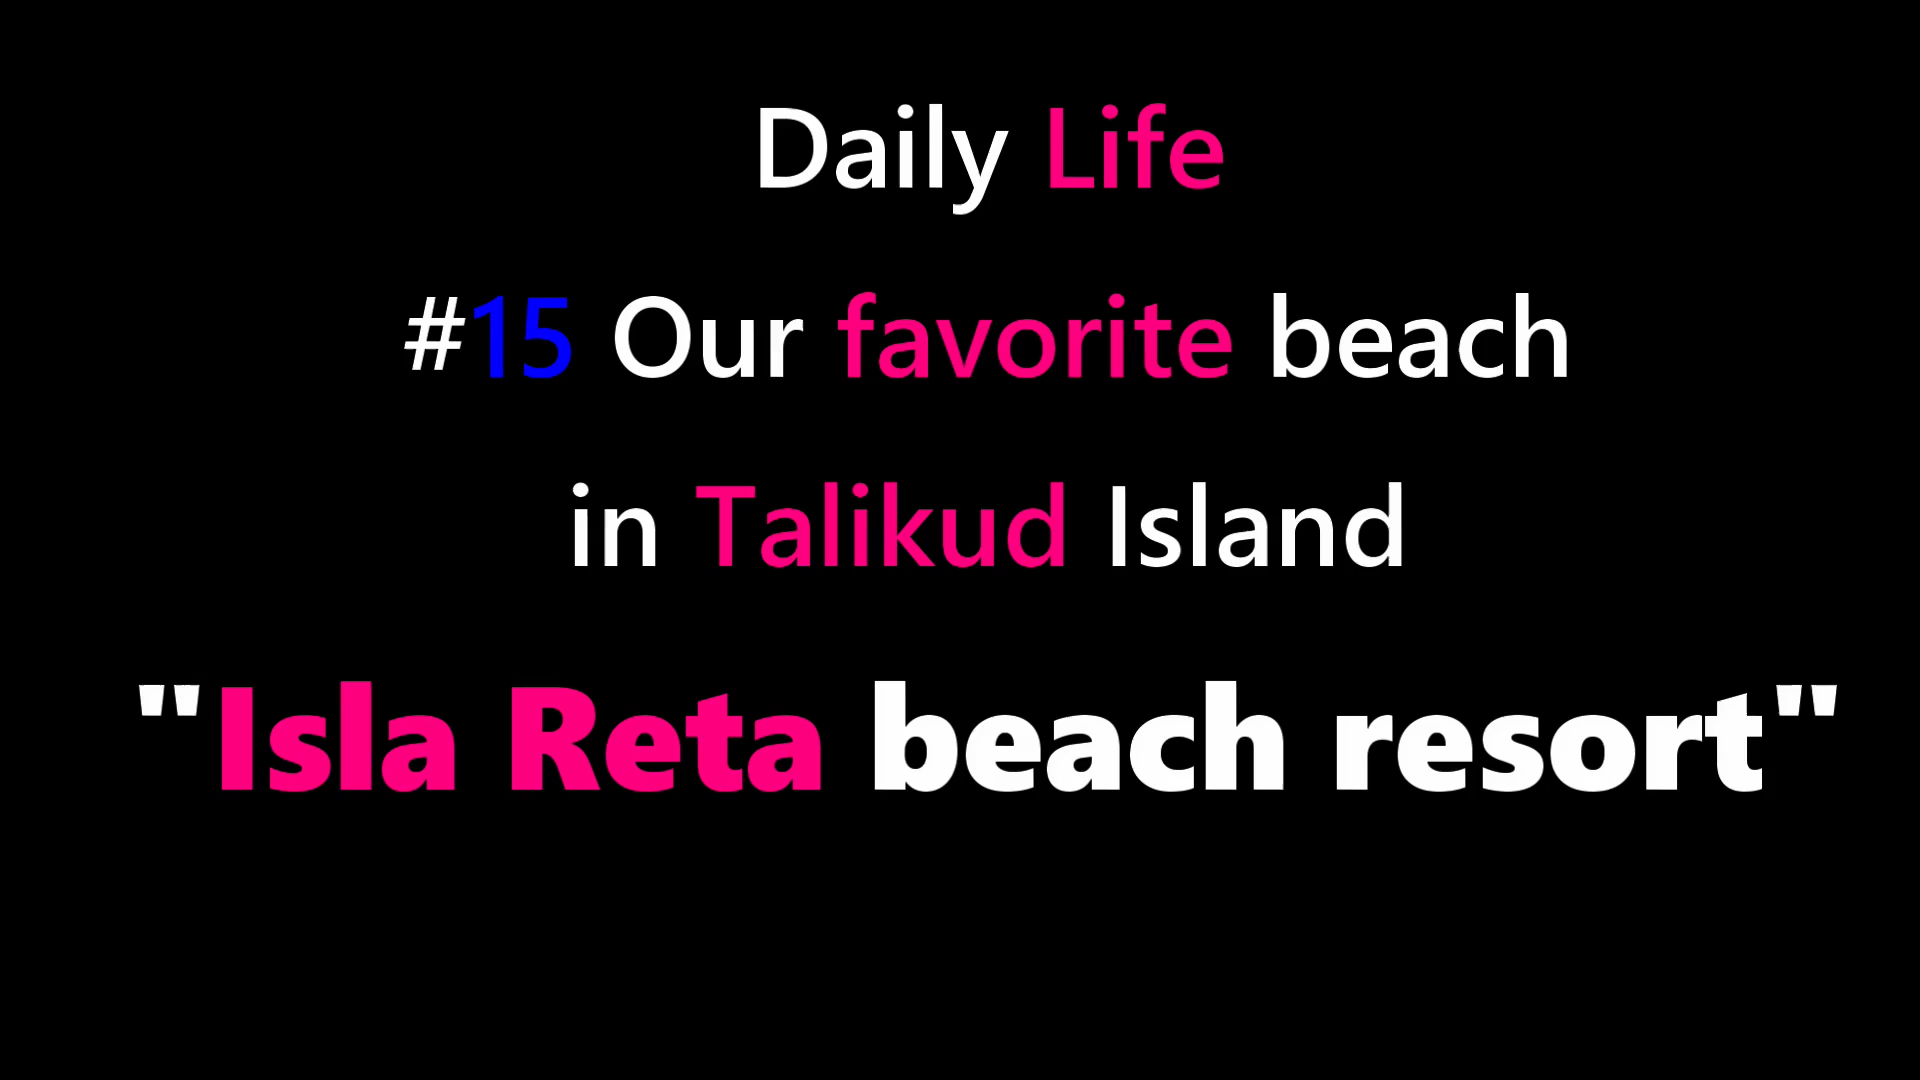 Daily Life
#15 Our favorite beach
in Talikud Island
"Isla Reta beach resort"